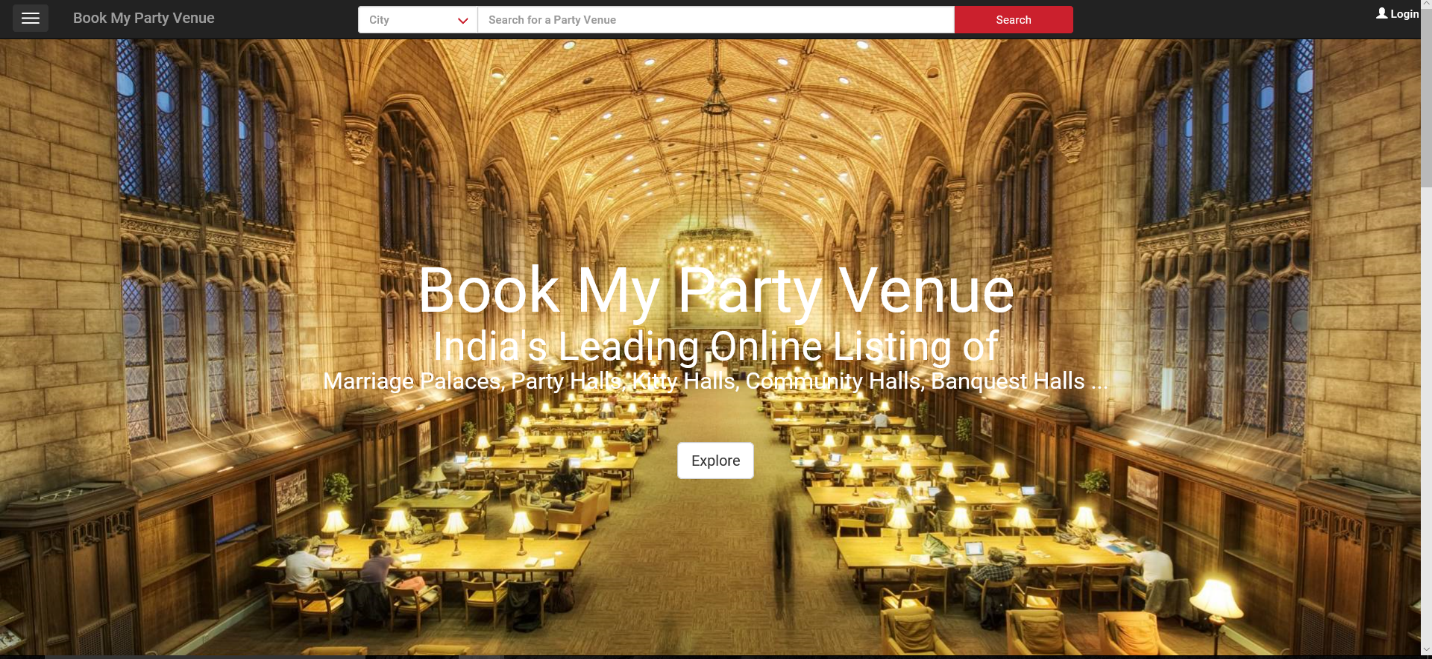 Book My Party Venue
City
Search for a Party Venue
Search
Login
Book My Party Venue
India's Leading Online Listing of
Marriage Palaces, Party Halls, Kitty Halls, Community Halls, Banquest Halls ...
Explore